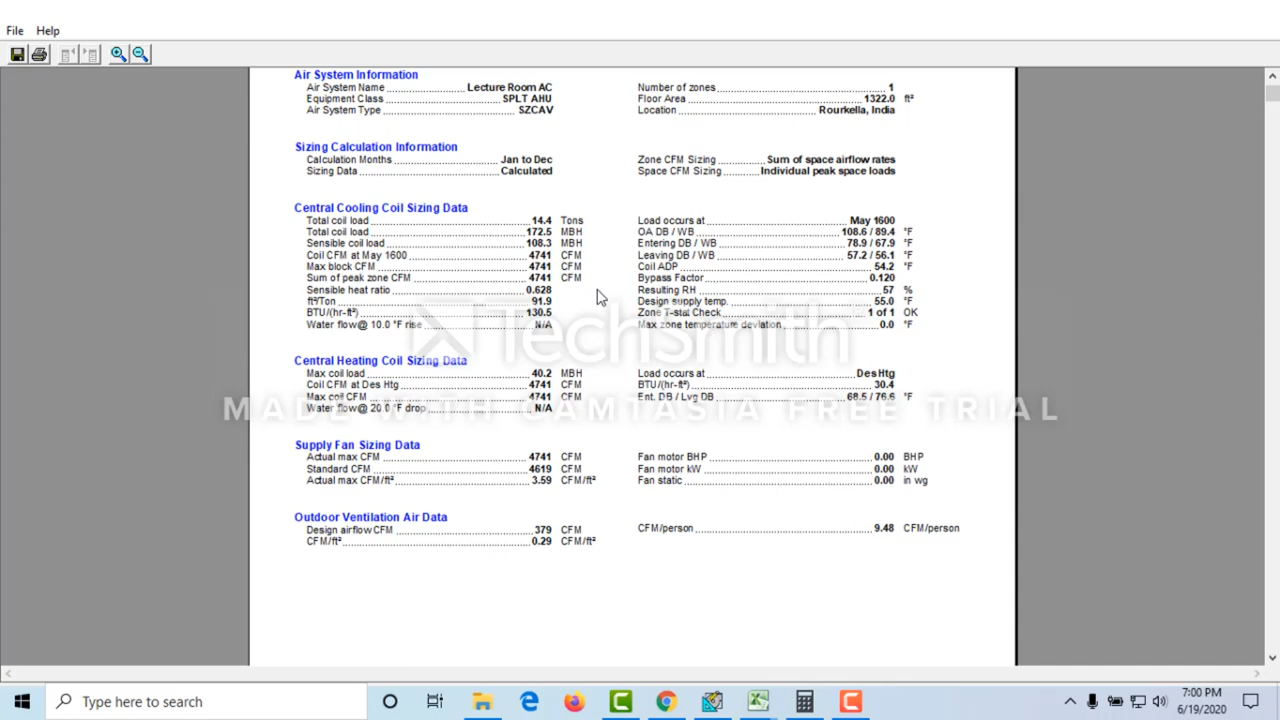 File Help
Air System Information
Air System Name Lecture Room AC
Equipment Class SPLT AHU
Air System Type SZCAV
Number of zones 1
Floor Area 1322.0 ft²
Location Rourkella, India
Sizing Calculation Information
Calculation Months Jan to Dec
Sizing Data Calculated
Zone CFM Sizing Sum of space airflow rates
Space CFM Sizing Individual peak space loads
Central Cooling Coil Sizing Data
Total coil load 14.4 Tons
Total coil load 172.5 MBH
Sensible coil load 108.3 MBH
Coil CFM at May 1600 4741 CFM
Max block CFM 4741 CFM
Sum of peak zone CFM 4741 CFM
Sensible heat ratio 0.628
ft²/Ton 91.9
BTU/(hr-ft²) 130.5
Water flow @ 10.0 °F rise N/A
Load occurs at May 1600
OA DB / WB 108.6 / 89.4 °F
Entering DB / WB 78.9 / 67.9 °F
Leaving DB / WB 57.2 / 56.1 °F
Coil ADP 54.2 °F
Bypass Factor 0.120
Resulting RH 57 %
Design supply temp. 55.0 °F
Zone T-stat Check 1 of 1 OK
Max zone temperature deviation 0.0 °F
TechSmith
Central Heating Coil Sizing Data
Max coil load 40.2 MBH
Coil CFM at Des Htg 4741 CFM
Max coil CFM 4741 CFM
Water flow @ 20.0 °F drop N/A
Load occurs at Des Htg
BTU/(hr-ft²) 30.4
Ent. DB / Lvg DB 68.5 / 76.6 °F
MADE WITH CAMTASIA FREE TRIAL
Supply Fan Sizing Data
Actual max CFM 4741 CFM
Standard CFM 4619 CFM
Actual max CFM/ft² 3.59 CFM/ft²
Fan motor BHP 0.00 BHP
Fan motor kW 0.00 kW
Fan static 0.00 in wg
Outdoor Ventilation Air Data
Design airflow CFM 379 CFM
CFM/ft² 0.29 CFM/ft²
CFM/person 9.48 CFM/person
Type here to search
7:00 PM
6/19/2020